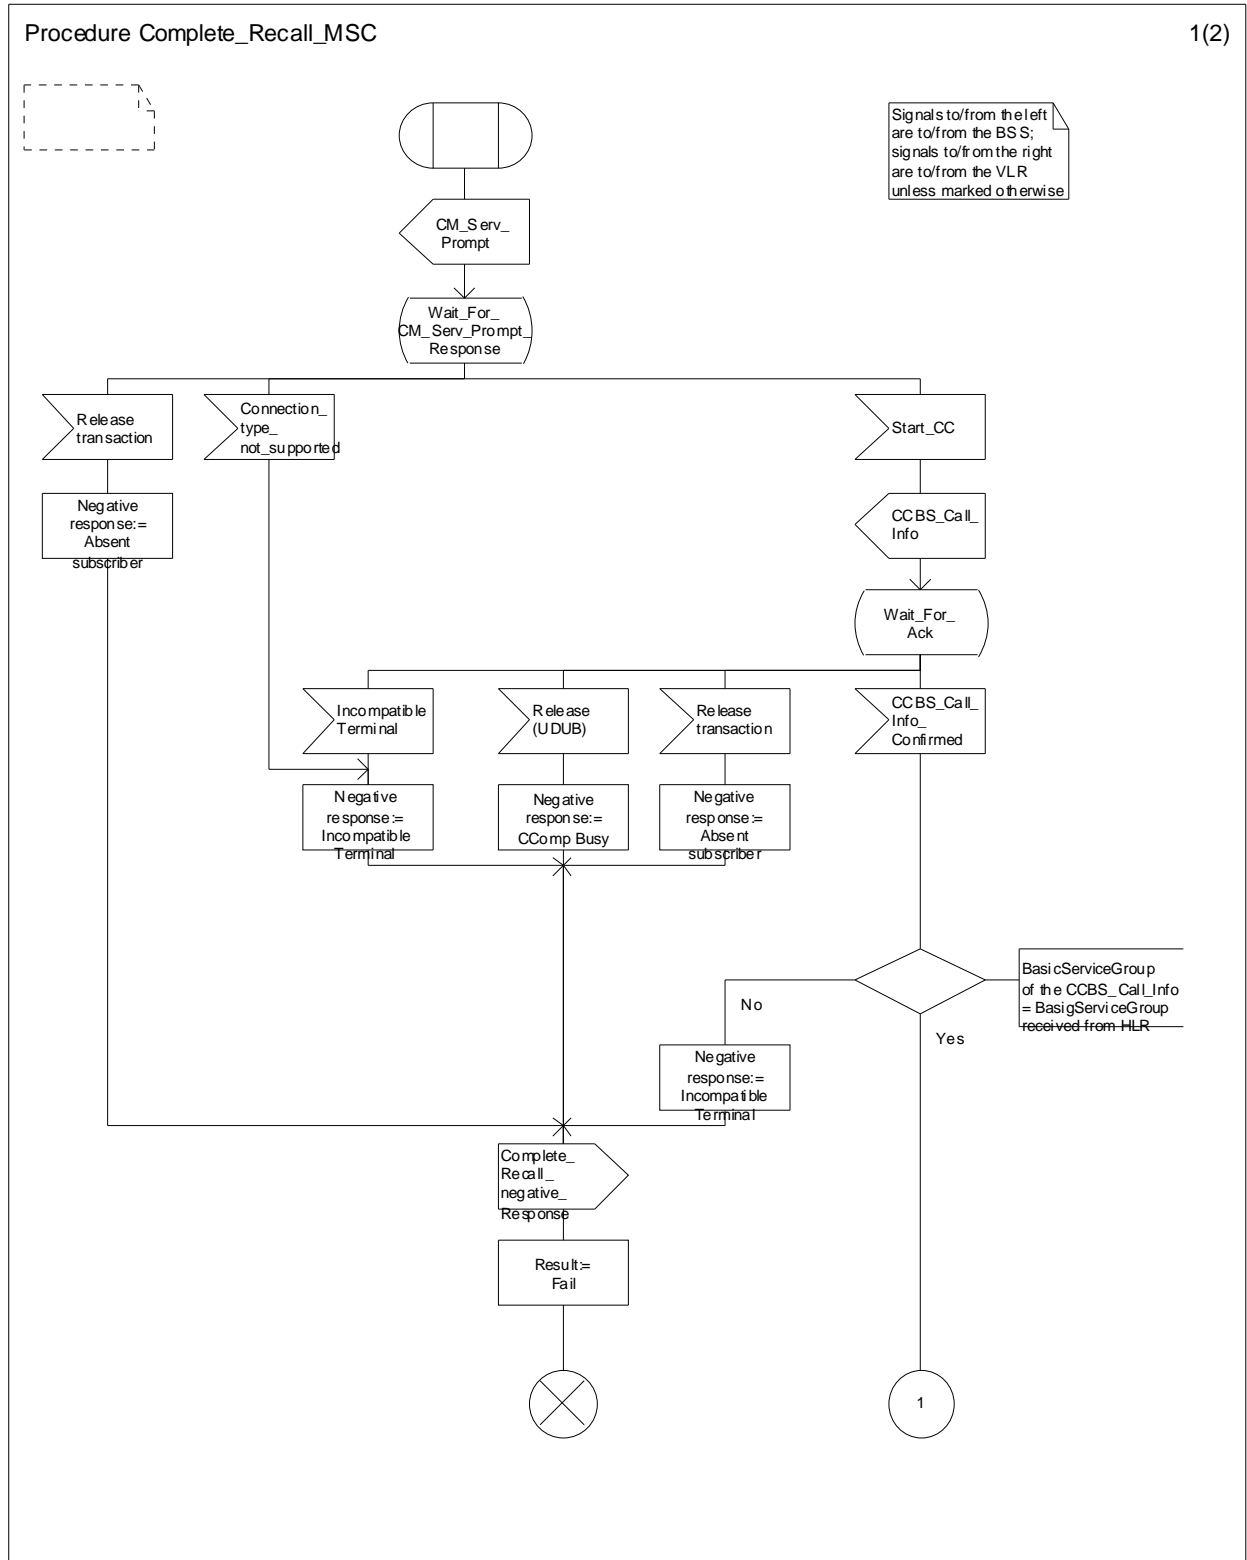 Procedure Complete_Recall_MSC
1(2)
Signals to/from the left
are to/from the BSS;
signals to/from the right
are to/from the VLR
unless marked otherwise
CM_Serv_
Prompt
Wait_For_
CM_Serv_Prompt_
Response
Release
transaction
Connection_
type_
not_supported
Start_CC
Negative
response:=
Absent
subscriber
CCBS_Call_
Info
Wait_For_
Ack
Incompatible
Terminal
Release
(UDUB)
Release
transaction
CCBS_Call_
Info_
Confirmed
Negative
response:=
Incompatible
Terminal
Negative
response:=
CComp Busy
Negative
response:=
Absent
subscriber
BasicServiceGroup
of the CCBS_Call_Info
= BasigServiceGroup
received from HLR
No
Yes
Negative
response:=
Incompatible
Terminal
Complete_
Recall_
negative_
Response
Result:=
Fail
1